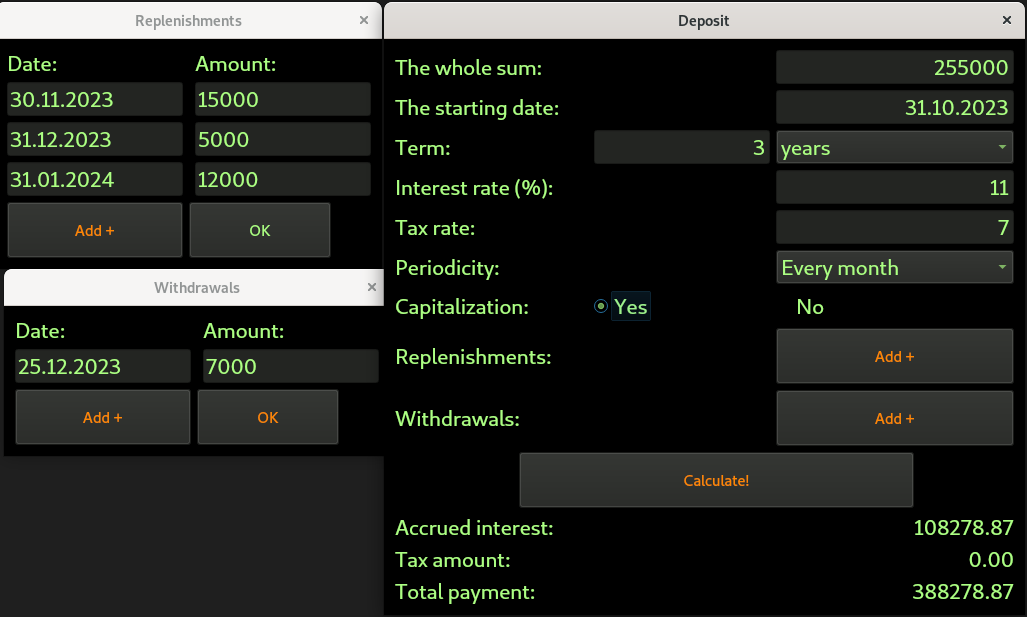 Replenishments ×
Date: Amount:
30.11.2023 15000
31.12.2023 5000
31.01.2024 12000
Add + OK
Withdrawals ×
Date: Amount:
25.12.2023 7000
Add + OK
Deposit ×
The whole sum: 255000
The starting date: 31.10.2023
Term: 3 years
Interest rate (%): 11
Tax rate: 7
Periodicity: Every month
Capitalization: Yes No
Replenishments: Add +
Withdrawals: Add +
Calculate!
Accrued interest: 108278.87
Tax amount: 0.00
Total payment: 388278.87